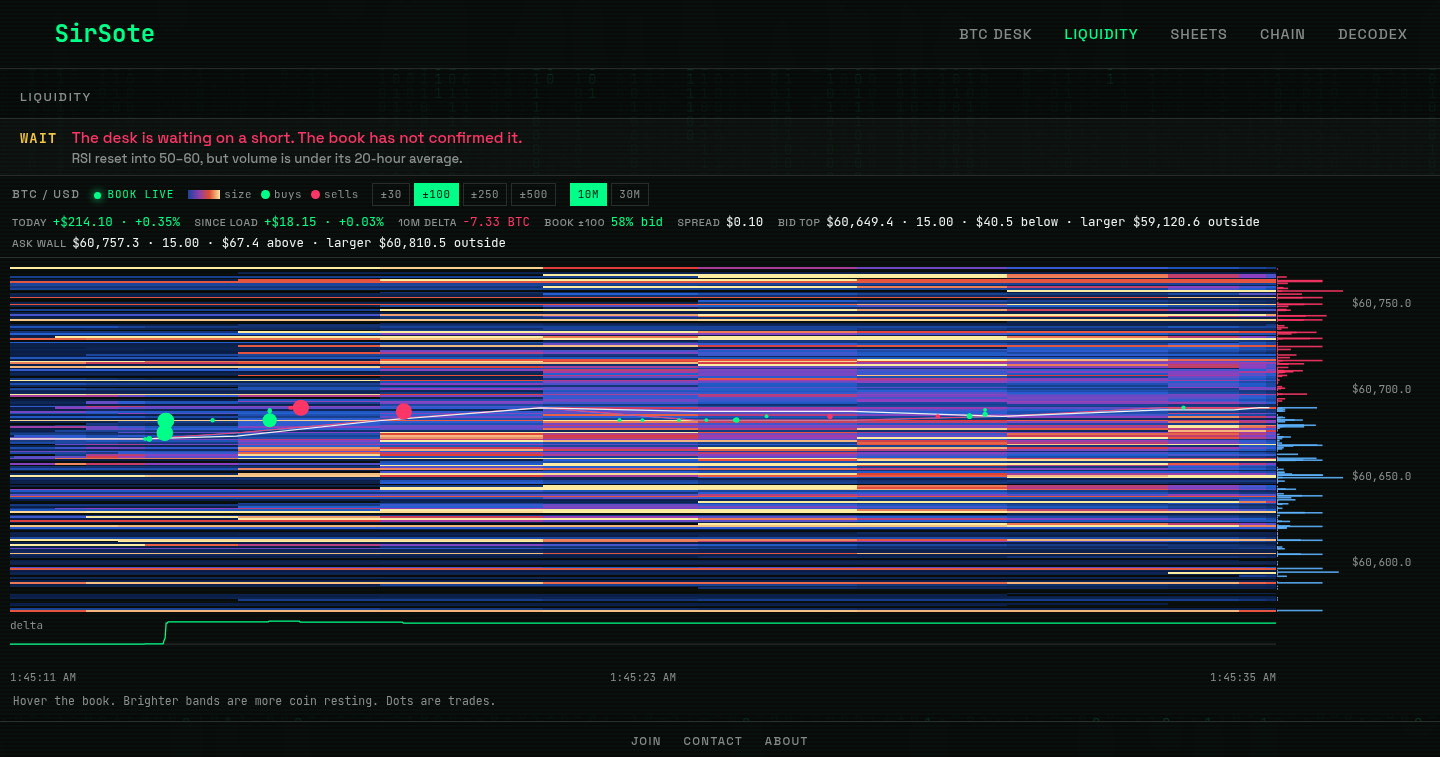 SirSote
BTC DESK LIQUIDITY SHEETS CHAIN DECODEX
LIQUIDITY
WAIT The desk is waiting on a short. The book has not confirmed it.
RSI reset into 50–60, but volume is under its 20-hour average.
BTC / USD BOOK LIVE size buys sells ±30 ±100 ±250 ±500 10M 30M
TODAY +$214.10 · +0.35% SINCE LOAD +$18.15 · +0.03% 10M DELTA -7.33 BTC BOOK ±100 58% bid SPREAD $0.10 BID TOP $60,649.4 · 15.00 · $40.5 below · larger $59,120.6 outside
ASK WALL $60,757.3 · 15.00 · $67.4 above · larger $60,810.5 outside
$60,750.0
$60,700.0
$60,650.0
$60,600.0
delta
1:45:11 AM 1:45:23 AM 1:45:35 AM
Hover the book. Brighter bands are more coin resting. Dots are trades.
JOIN CONTACT ABOUT